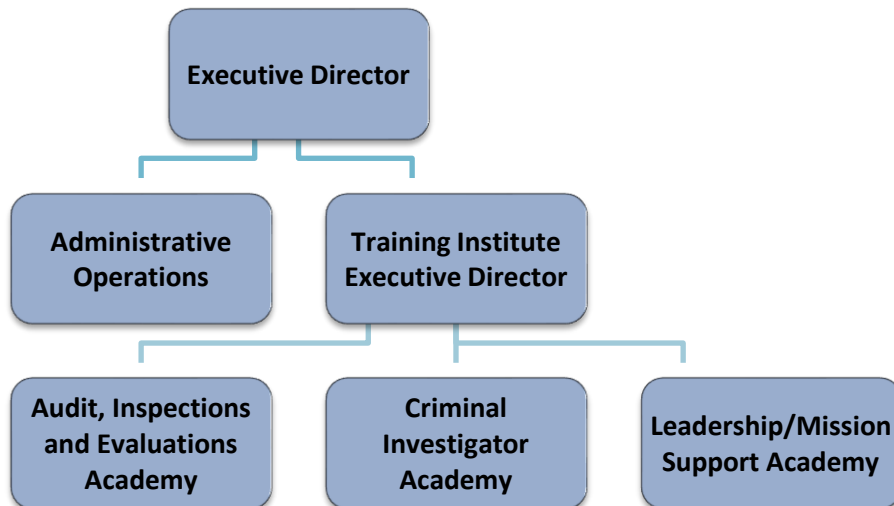 Executive Director
Administrative
Operations
Training Institute
Executive Director
Audit, Inspections
and Evaluations
Academy
Criminal
Investigator
Academy
Leadership/Mission
Support Academy